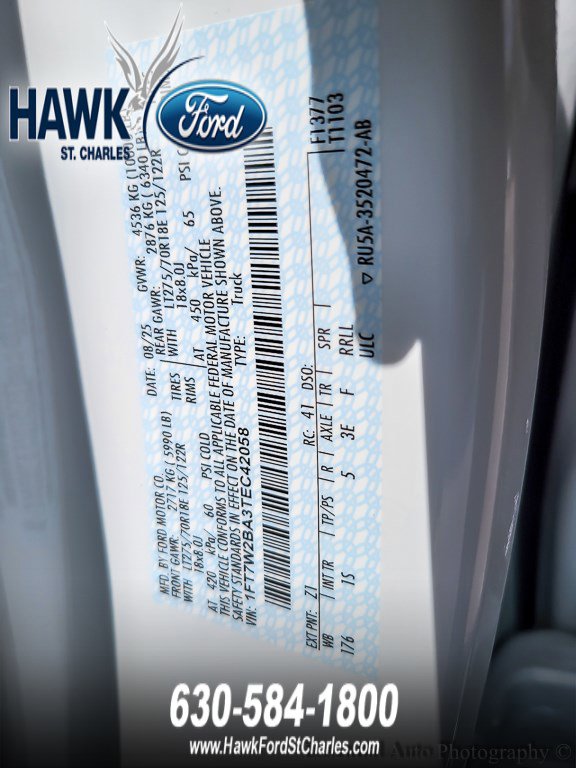 HAWK
ST. CHARLES
Ford
MFD. BY FORD MOTOR CO.
DATE: 08/25 GVWR: 4536 KG
FRONT GAWR: 2717 KG ( 5990 LB) REAR GAWR: 2876 KG ( 6340 LB)
WITH LT275/70R18E 125/122R TIRES WITH LT275/70R18E 125/122R
18x8.0J RIMS 18x8.0J
AT 420 kPa/ 60 PSI COLD AT 450 kPa/ 65 PSI
THIS VEHICLE CONFORMS TO ALL APPLICABLE FEDERAL MOTOR VEHICLE
SAFETY STANDARDS IN EFFECT ON THE DATE OF MANUFACTURE SHOWN ABOVE.
VIN: 1FT7W2BA3TEC42058 TYPE: Truck
F1377
T1103
EXT PNT: Z1 RC: 41 DSO:
WB INT TR TP/PS R AXLE TR SPR
176 1S 5 3E F RRLL
ULC ▽ RU5A-3520472-AB
630-584-1800
www.HawkFordStCharles.com
Auto Photography ©